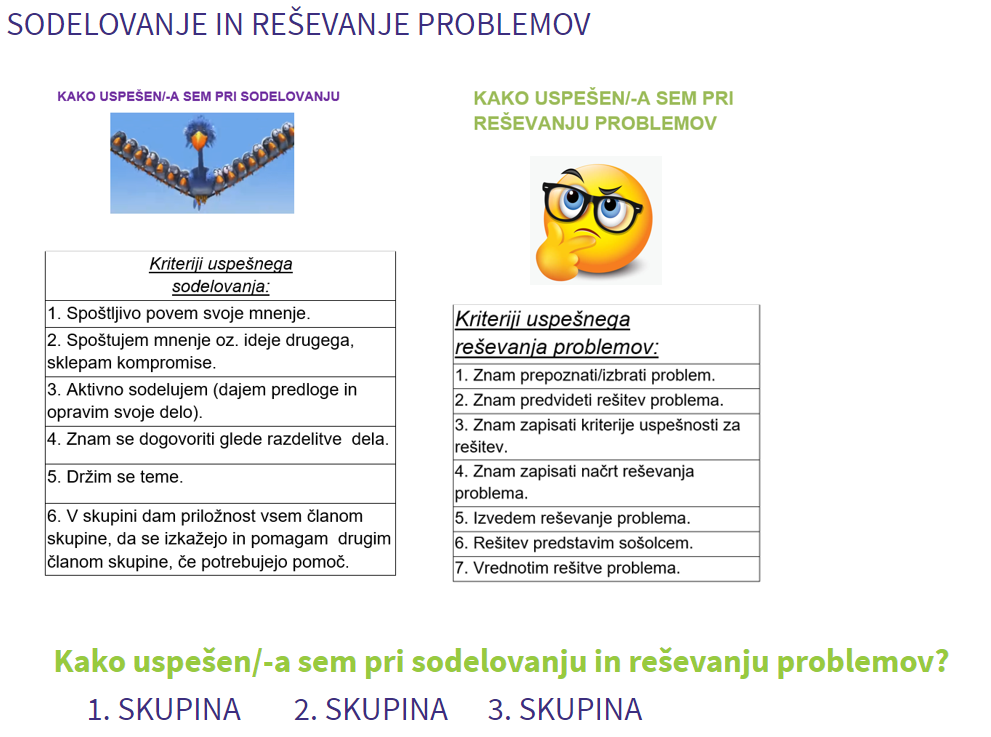 SODELOVANJE IN REŠEVANJE PROBLEMOV
KAKO USPEŠEN/-A SEM PRI SODELOVANJU
Kriteriji uspešnega
sodelovanja:
1. Spoštljivo povem svoje mnenje.
2. Spoštujem mnenje oz. ideje drugega,
sklepam kompromise.
3. Aktivno sodelujem (dajem predloge in
opravim svoje delo).
4. Znam se dogovoriti glede razdelitve dela.
5. Držim se teme.
6. V skupini dam priložnost vsem članom
skupine, da se izkažejo in pomagam drugim
članom skupine, če potrebujejo pomoč.
KAKO USPEŠEN/-A SEM PRI
REŠEVANJU PROBLEMOV
Kriteriji uspešnega
reševanja problemov:
1. Znam prepoznati/izbrati problem.
2. Znam predvideti rešitev problema.
3. Znam zapisati kriterije uspešnosti za
rešitev.
4. Znam zapisati načrt reševanja
problema.
5. Izvedem reševanje problema.
6. Rešitev predstavim sošolcem.
7. Vrednotim rešitve problema.
Kako uspešen/-a sem pri sodelovanju in reševanju problemov?
1. SKUPINA 2. SKUPINA 3. SKUPINA